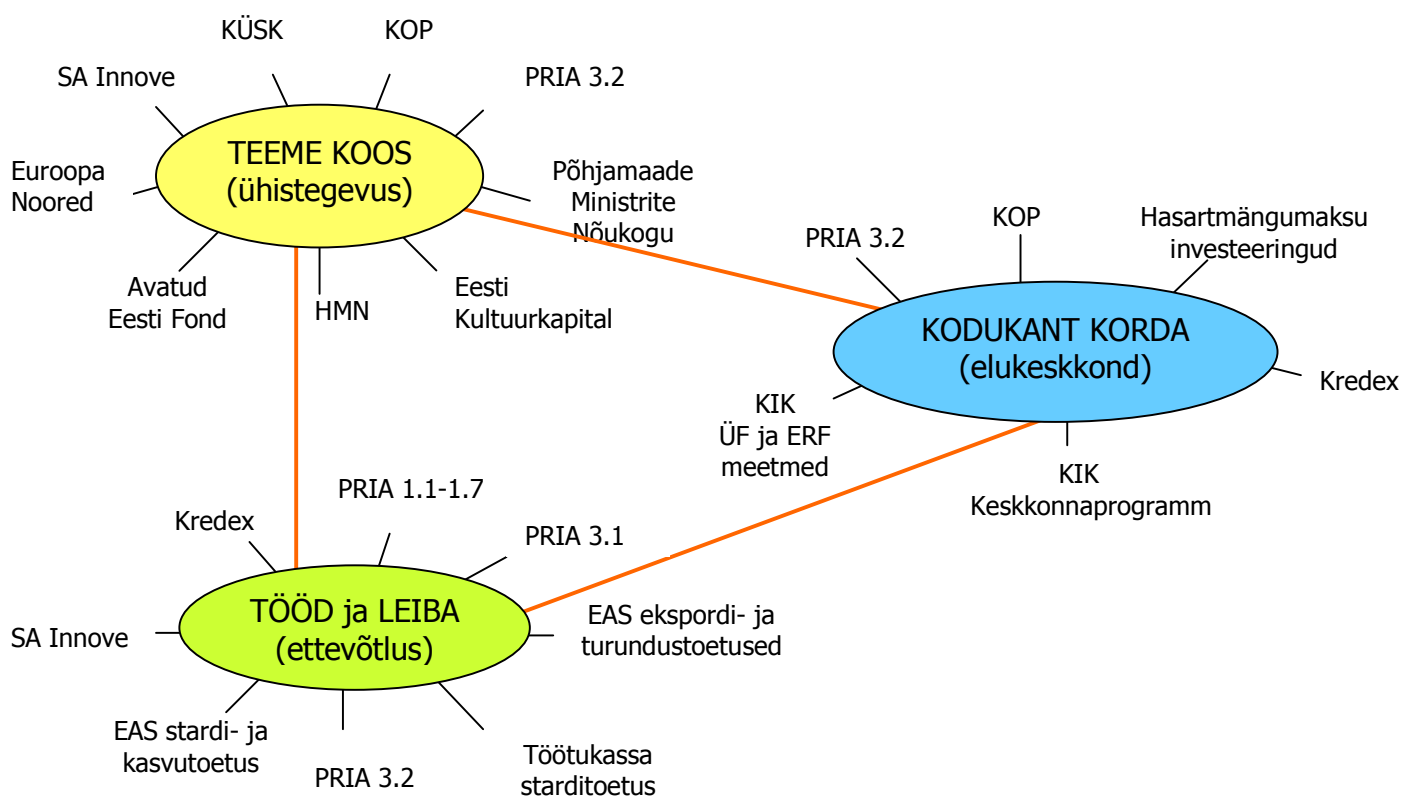 KÜSK
KOP
SA Innove
PRIA 3.2
TEEME KOOS
(ühistegevus)
Euroopa
Noored
Põhjamaade
Ministrite
Nõukogu
Avatud
Eesti Fond
HMN
Eesti
Kultuurkapital
PRIA 3.2
KOP
Hasartmängumaksu
investeeringud
KODUKANT KORDA
(elukeskkond)
Kredex
KIK
ÜF ja ERF
meetmed
KIK
Keskkonnaprogramm
PRIA 1.1-1.7
Kredex
PRIA 3.1
TÖÖD ja LEIBA
(ettevõtlus)
SA Innove
EAS ekspordi- ja
turundustoetused
EAS stardi- ja
kasvutoetus
PRIA 3.2
Töötukassa
starditoetus